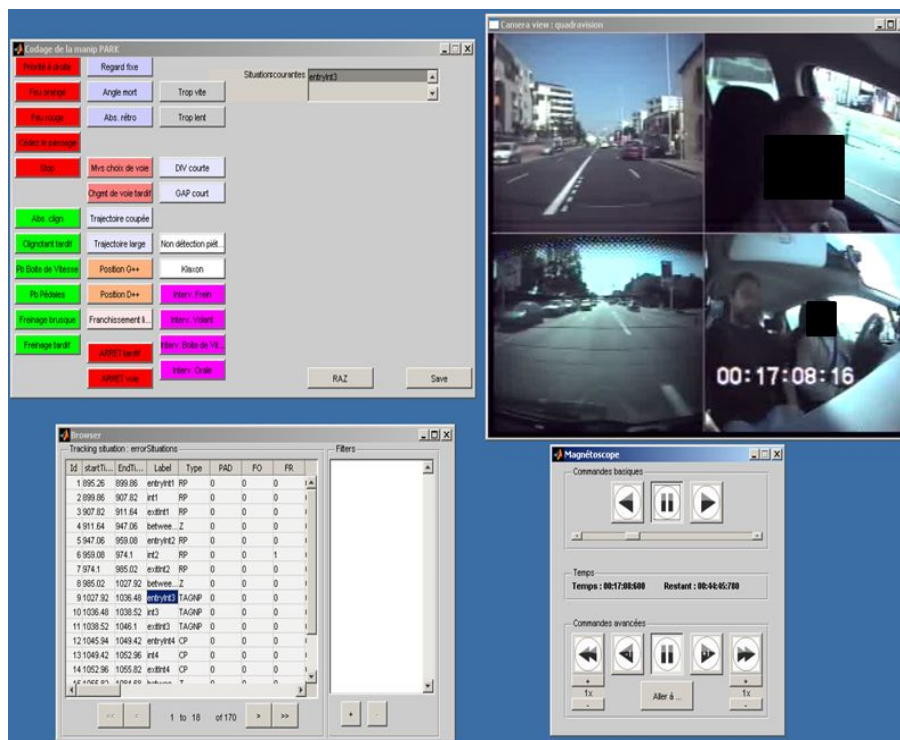 Codage de la manip PARK
Priorité à droite Regard fixe
Situationscourantes entryInt3
Feu orange Angle mort Trop vite
Feu rouge Abs. rétro Trop lent
Cédez le passage
Stop Mvs choix de voie DIV courte
Chgmt de voie tardif GAP court
Abs. clign Trajectoire coupée
Clignotant tardif Trajectoire large Non détection piét...
Pb Boite de Vitesse Position G++ Klaxon
Pb Pédales Position D++ Interv. Frein
Freinage brusque Franchissement li... Interv. Volant
Freinage tardif ARRET tardif Interv. Boite de Vit...
ARRET voie Interv. Orale
RAZ Save
Camera view : quadravision
00:17:08:16
Browser
Tracking situation : errorSituations
Filters
Id startTi... EndTi... Label Type PAD FO FR
1 895.26 899.86 entryInt1 RP 0 0 0
2 899.86 907.82 int1 RP 0 0 0
3 907.82 911.64 exitInt1 RP 0 0 0
4 911.64 947.06 betwee... Z 0 0 0
5 947.06 959.08 entryInt2 RP 0 0 0
6 959.08 974.1 int2 RP 0 0 1
7 974.1 985.02 exitInt2 RP 0 0 0
8 985.02 1027.92 betwee... Z 0 0 0
9 1027.92 1036.48 entryInt3 TAGNP 0 0 0
10 1036.48 1038.52 int3 TAGNP 0 0 0
11 1038.52 1046.1 exitInt3 TAGNP 0 0 0
12 1045.94 1049.42 entryInt4 CP 0 0 0
13 1049.42 1052.96 int4 CP 0 0 0
14 1052.96 1055.82 exitInt4 CP 0 0 0
<< < 1 to 18 of 170 > >>
+ -
Magnétoscope
Commandes basiques
Temps
Temps : 00:17:08:680 Restant : 00:44:45:780
Commandes avancées
+ +
1x Aller à ... 1x
- -